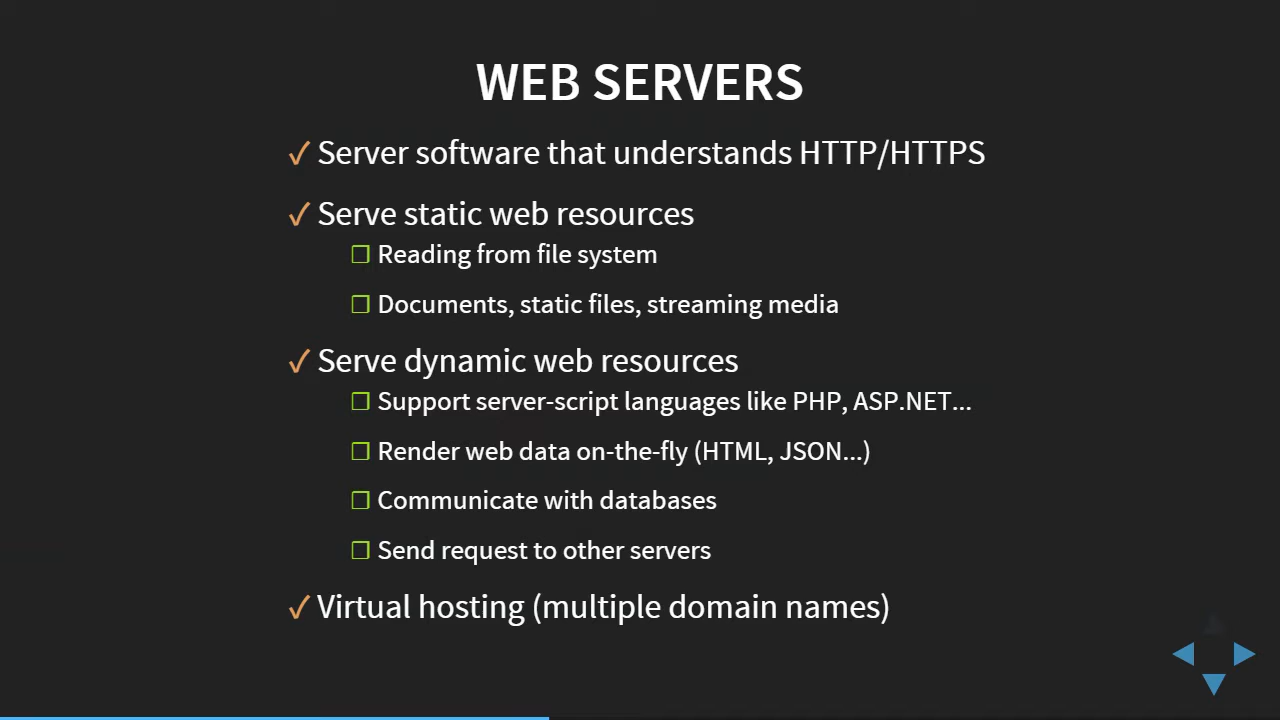 WEB SERVERS
✓ Server software that understands HTTP/HTTPS
✓ Serve static web resources
❐ Reading from file system
❐ Documents, static files, streaming media
✓ Serve dynamic web resources
❐ Support server-script languages like PHP, ASP.NET...
❐ Render web data on-the-fly (HTML, JSON...)
❐ Communicate with databases
❐ Send request to other servers
✓ Virtual hosting (multiple domain names)